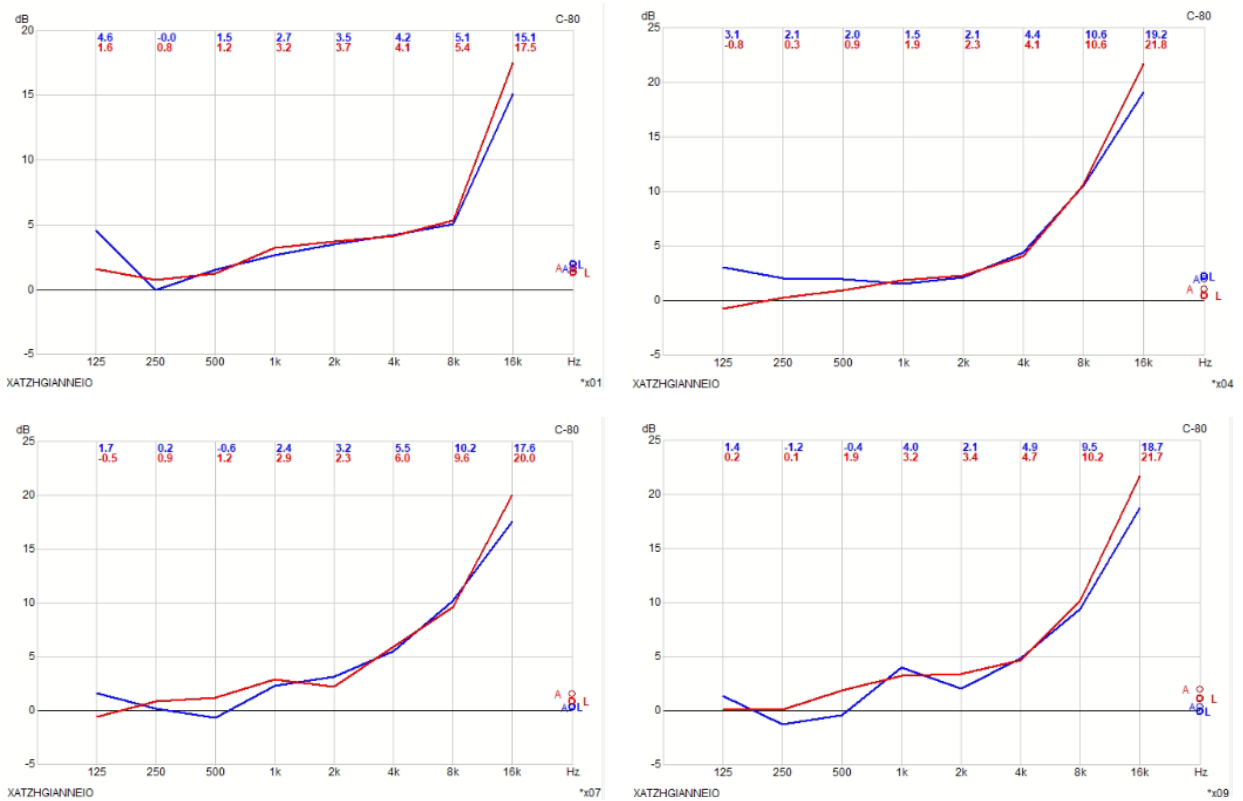 dB C-80
20
4.6 -0.0 1.5 2.7 3.5 4.2 5.1 15.1
1.6 0.8 1.2 3.2 3.7 4.1 5.4 17.5
15
10
5
A A L
L
0
-5
125 250 500 1k 2k 4k 8k 16k Hz
XATZHGIANNEIO *x01
dB C-80
25
3.1 2.1 2.0 1.5 2.1 4.4 10.6 19.2
-0.8 0.3 0.9 1.9 2.3 4.1 10.6 21.8
20
15
10
5
A L
A L
0
-5
125 250 500 1k 2k 4k 8k 16k Hz
XATZHGIANNEIO *x04
dB C-80
25
1.7 0.2 -0.6 2.4 3.2 5.5 10.2 17.6
-0.5 0.9 1.2 2.9 2.3 6.0 9.6 20.0
20
15
10
5
A
L
A L
0
-5
125 250 500 1k 2k 4k 8k 16k Hz
XATZHGIANNEIO *x07
dB C-80
25
1.4 -1.2 -0.4 4.0 2.1 4.9 9.5 18.7
0.2 0.1 1.9 3.2 3.4 4.7 10.2 21.7
20
15
10
5
A
L
A L
0
-5
125 250 500 1k 2k 4k 8k 16k Hz
XATZHGIANNEIO *x09